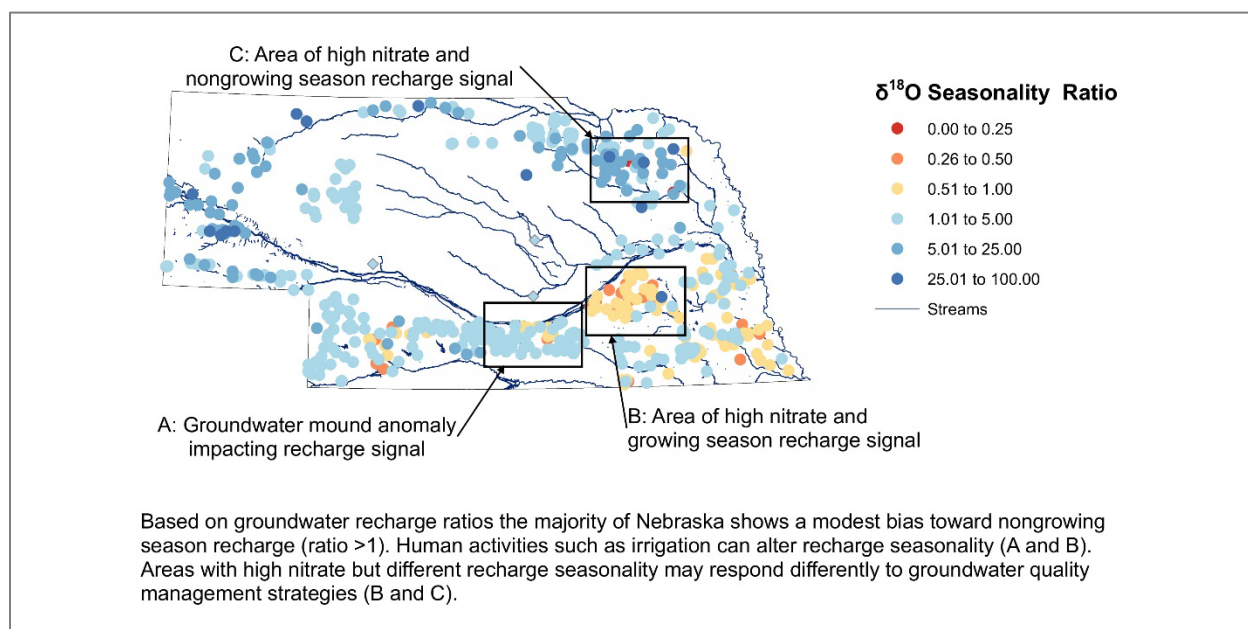 C: Area of high nitrate and
nongrowing season recharge signal
δ18O Seasonality Ratio
0.00 to 0.25
0.26 to 0.50
0.51 to 1.00
1.01 to 5.00
5.01 to 25.00
25.01 to 100.00
Streams
A: Groundwater mound anomaly
impacting recharge signal
B: Area of high nitrate and
growing season recharge signal
Based on groundwater recharge ratios the majority of Nebraska shows a modest bias toward nongrowing
season recharge (ratio >1). Human activities such as irrigation can alter recharge seasonality (A and B).
Areas with high nitrate but different recharge seasonality may respond differently to groundwater quality
management strategies (B and C).